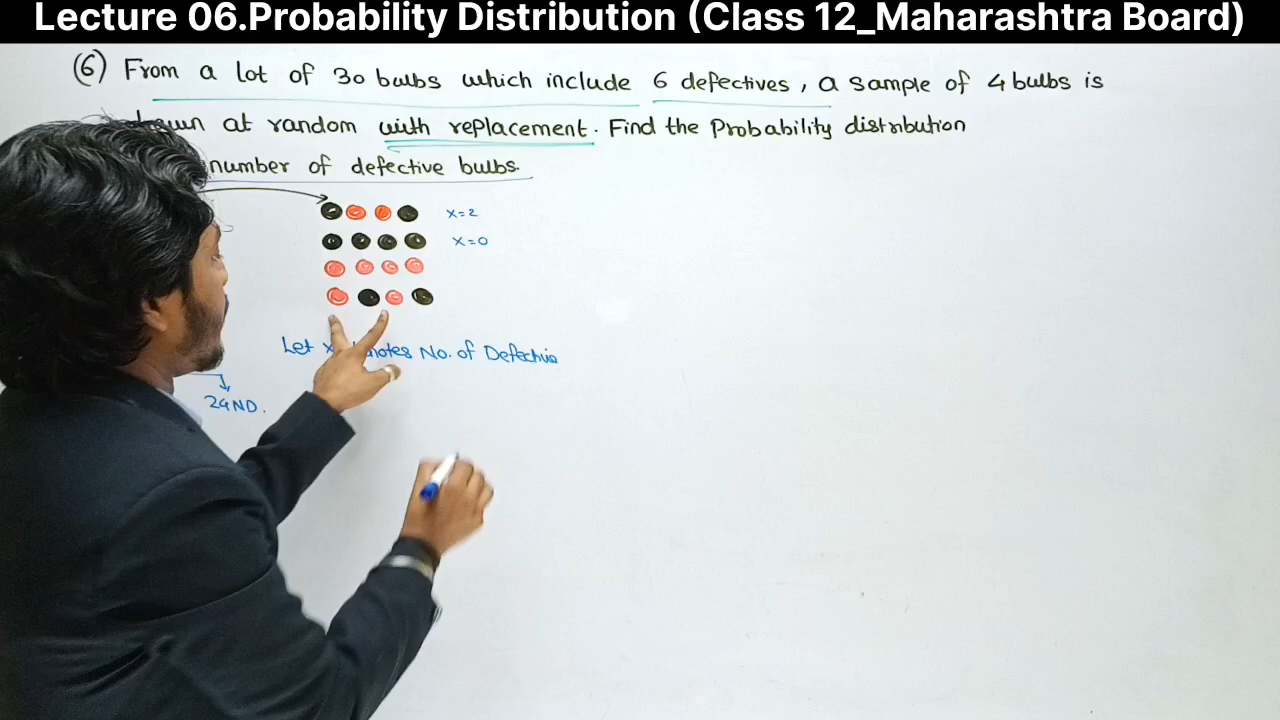 Lecture 06.Probability Distribution (Class 12_Maharashtra Board)
(6) From a lot of 30 bulbs which include 6 defectives, a sample of 4 bulbs is
at random with replacement. Find the Probability distribution
number of defective bulbs.
x=2
x=0
Let x No. of Defective
24ND.